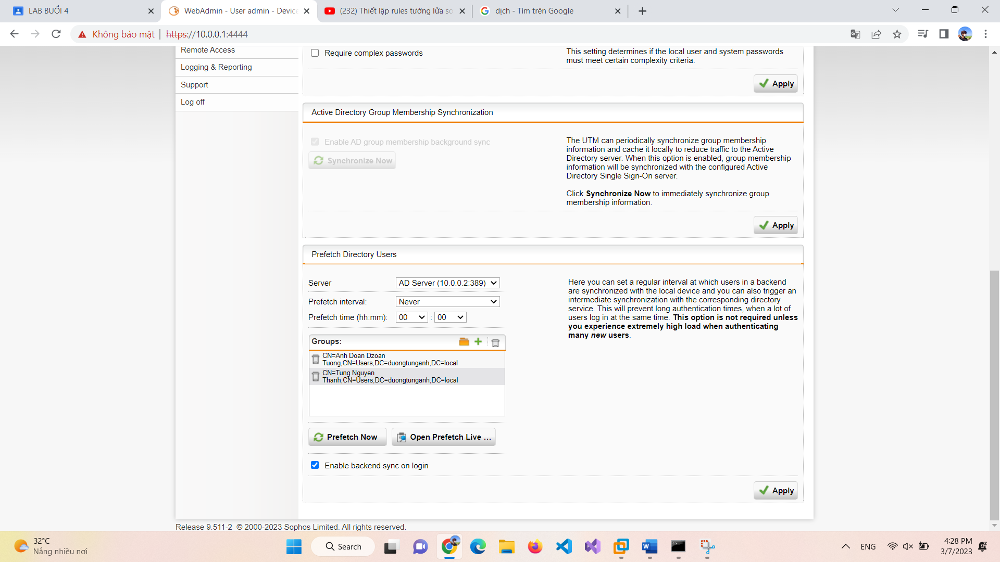 LAB BUỔI 4
WebAdmin - User admin - Device
(232) Thiết lập rules tường lửa so
dịch - Tìm trên Google
Không bảo mật
https://10.0.0.1:4444
Remote Access
Logging & Reporting
Support
Log off
Require complex passwords
This setting determines if the local user and system passwords
must meet certain complexity criteria.
Apply
Active Directory Group Membership Synchronization
Enable AD group membership background sync
Synchronize Now
The UTM can periodically synchronize group membership
information and cache it locally to reduce traffic to the Active
Directory server. When this option is enabled, group membership
information will be synchronized with the configured Active
Directory Single Sign-On server.
Click Synchronize Now to immediately synchronize group
membership information.
Apply
Prefetch Directory Users
Server
AD Server (10.0.0.2:389)
Prefetch interval:
Never
Prefetch time (hh:mm):
00 : 00
Here you can set a regular interval at which users in a backend
are synchronized with the local device and you can also trigger an
intermediate synchronization with the corresponding directory
service. This will prevent long authentication times, when a lot of
users log in at the same time. This option is not required unless
you experience extremely high load when authenticating
many new users.
Groups:
CN=Anh Doan Dzoan
Tuong,CN=Users,DC=duongtunganh,DC=local
CN=Tung Nguyen
Thanh,CN=Users,DC=duongtunganh,DC=local
Prefetch Now
Open Prefetch Live ...
Enable backend sync on login
Apply
Release 9.511-2 © 2000-2023 Sophos Limited. All rights reserved.
32°C
Nắng nhiều nơi
Search
ENG
4:28 PM
3/7/2023